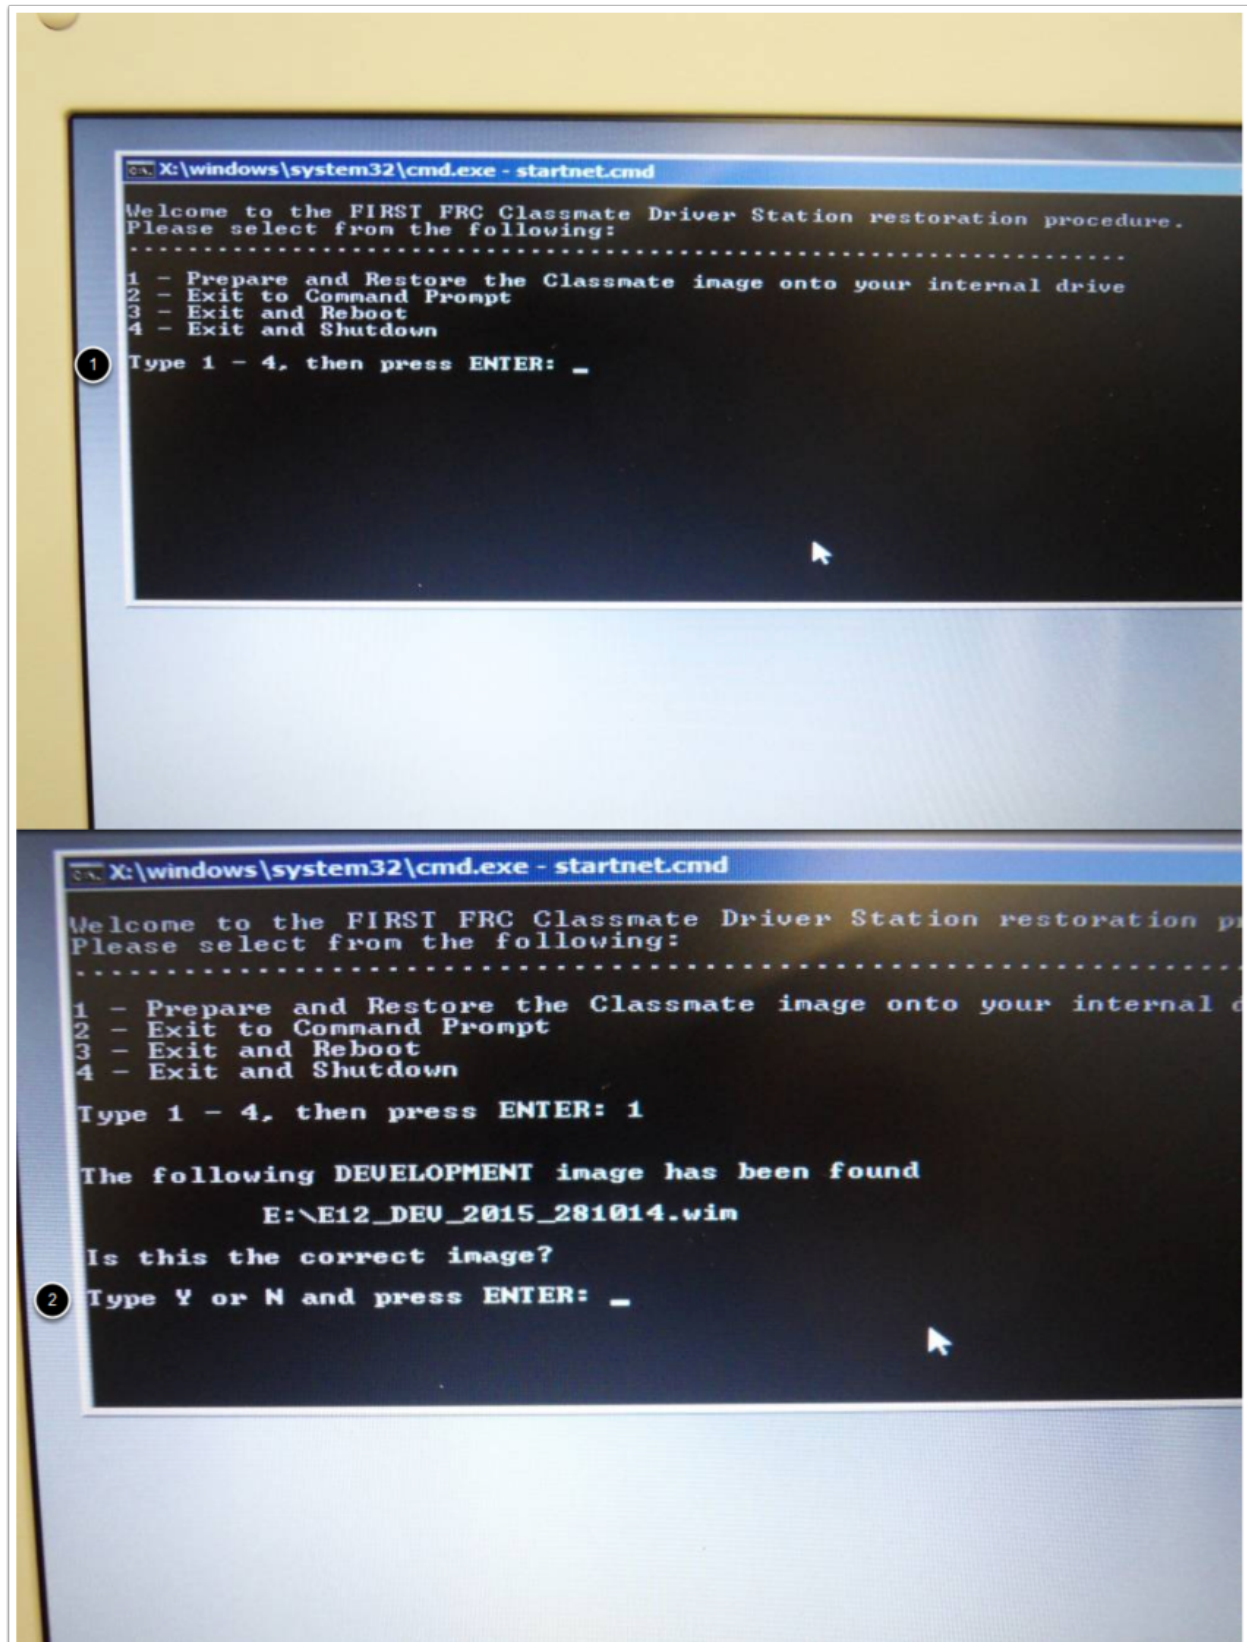 X:\windows\system32\cmd.exe - startnet.cmd
Welcome to the FIRST FRC Classmate Driver Station restoration procedure.
Please select from the following:
1 - Prepare and Restore the Classmate image onto your internal drive
2 - Exit to Command Prompt
3 - Exit and Reboot
4 - Exit and Shutdown
1
Type 1 - 4, then press ENTER: _
X:\windows\system32\cmd.exe - startnet.cmd
Welcome to the FIRST FRC Classmate Driver Station restoration
Please select from the following:
1 - Prepare and Restore the Classmate image onto your internal
2 - Exit to Command Prompt
3 - Exit and Reboot
4 - Exit and Shutdown
Type 1 - 4, then press ENTER: 1
The following DEVELOPMENT image has been found
E:\E12_DEV_2015_281014.wim
Is this the correct image?
2
Type Y or N and press ENTER: _